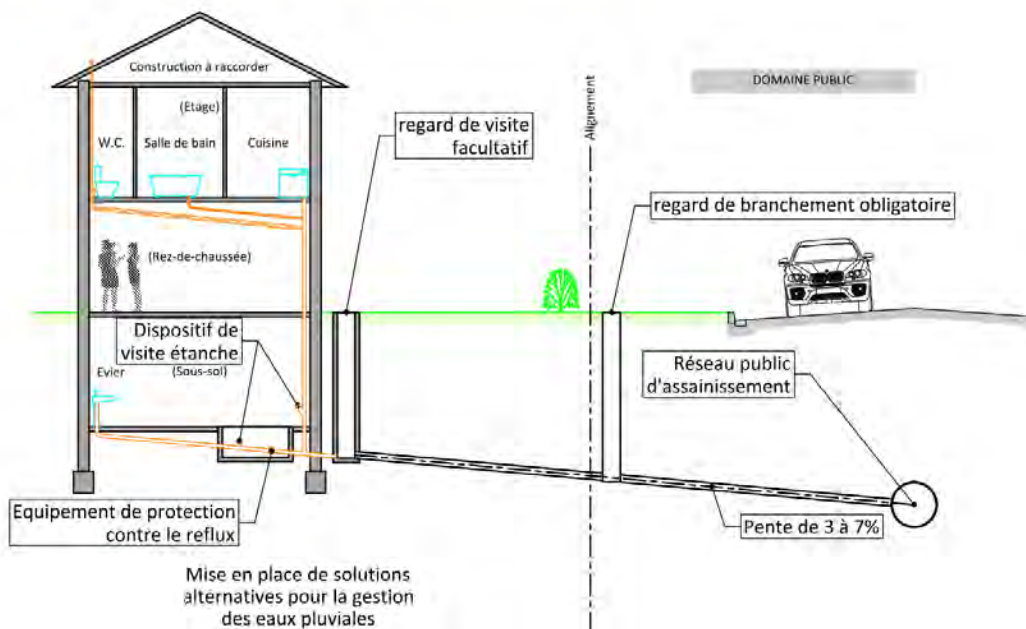 Construction à raccorder
(Etage)
W.C.
Salle de bain
Cuisine
regard de visite
facultatif
Alignement
DOMAINE PUBLIC
regard de branchement obligatoire
(Rez-de-chaussée)
Dispositif de
visite étanche
Evier
(Sous-sol)
Réseau public
d'assainissement
Equipement de protection
contre le reflux
Pente de 3 à 7%
Mise en place de solutions
alternatives pour la gestion
des eaux pluviales